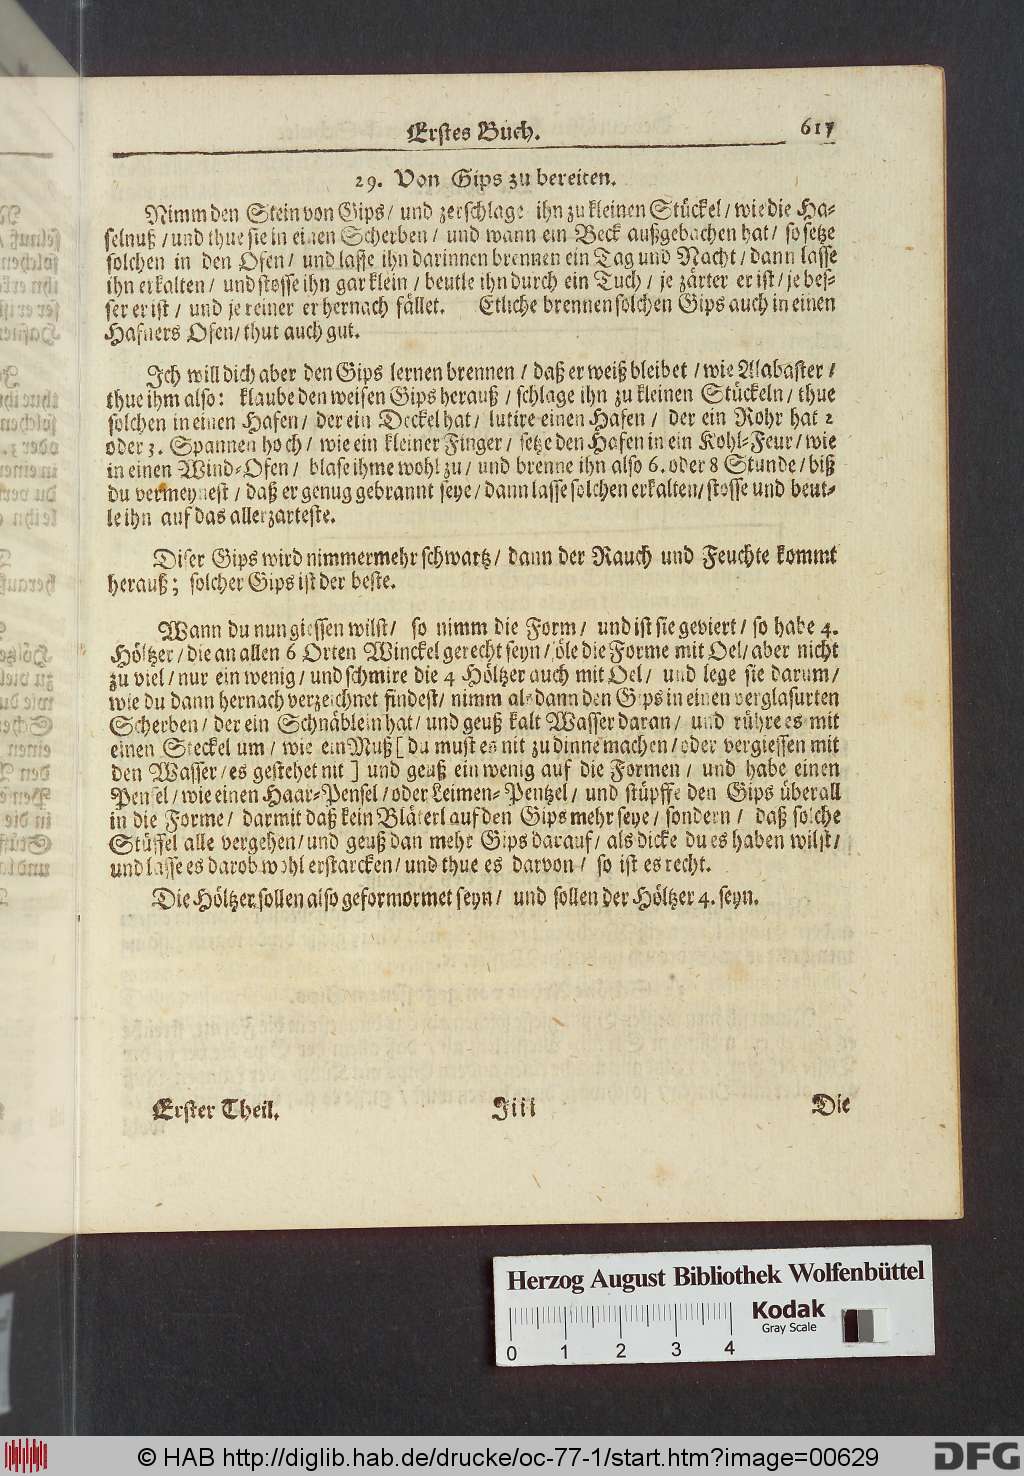 Erstes Buch. 617
29. Von Gips zu bereiten.
Nimm den Stein von Gips / und zerschlage ihn zu kleinen Stückel / wie die Ha-
selnuß / und thue sie in einen Scherben / und wann ein Beck außgebachen hat / so setze
solchen in den Ofen / und lasse ihn darinnen brennen ein Tag und Nacht / dann lasse
ihn erkalten / und stosse ihn gar klein / beutle ihn durch ein Tuch / je zärter er ist / je bes-
ser er ist / und je reiner er hernach fället. Etliche brennen solchen Gips auch in einen
Hafners Ofen / thut auch gut.
Ich will dich aber den Gips lernen brennen / daß er weiß bleibet / wie Alabaster /
thue ihm also: klaube den weisen Gips herauß / schlage ihn zu kleinen Stückeln / thue
solchen in einen Hafen / der ein Deckel hat / lutire einen Hafen / der ein Rohr hat 2
oder 3. Spannen hoch / wie ein kleiner Finger / setze den Hafen in ein Kohl-Feur / wie
in einen Wind-Ofen / blase ihme wohl zu / und brenne ihn also 6. oder 8 Stunde / biß
du vermeynest / daß er genug gebrannt seye / dann lasse solchen erkalten / stosse und beut-
le ihn auf das allerzarteste.
Diser Gips wird nimmermehr schwartz / dann der Rauch und Feuchte kommt
herauß; solcher Gips ist der beste.
Wann du nun giessen wilst / so nimm die Form / und ist sie geviert / so habe 4.
Höltzer / die an allen 6 Orten Winckel gerecht seyn / öle die Forme mit Oel / aber nicht
zu viel / nur ein wenig / und schmire die 4 Höltzer auch mit Oel / und lege sie darum /
wie du dann hernach verzeichnet findest / nimm alsdann den Gips in einen verglasurten
Scherben / der ein Schnäblein hat / und geuß kalt Wasser daran / und rühre es mit
einen Steckel um / wie ein Muß [ du must es nit zu dinne machen / oder vergiessen mit
den Wasser / es gestehet nit ] und geuß ein wenig auf die Formen / und habe einen
Pensel / wie einen Haar-Pensel / oder Leimen-Pentzel / und stüpffe den Gips überall
in die Forme / darmit daß kein Bläterl auf den Gips mehr seye / sondern / daß solche
Stüffel alle vergehen / und geuß dan mehr Gips darauf / als dicke du es haben wilst /
und lasse es darob wohl erstarcken / und thue es darvon / so ist es recht.
Die Höltzer sollen also geformormet seyn / und sollen der Höltzer 4. seyn.
Erster Theil. Jiii Die
Herzog August Bibliothek Wolfenbüttel
Kodak
Gray Scale
0 1 2 3 4
© HAB http://diglib.hab.de/drucke/oc-77-1/start.htm?image=00629
DFG